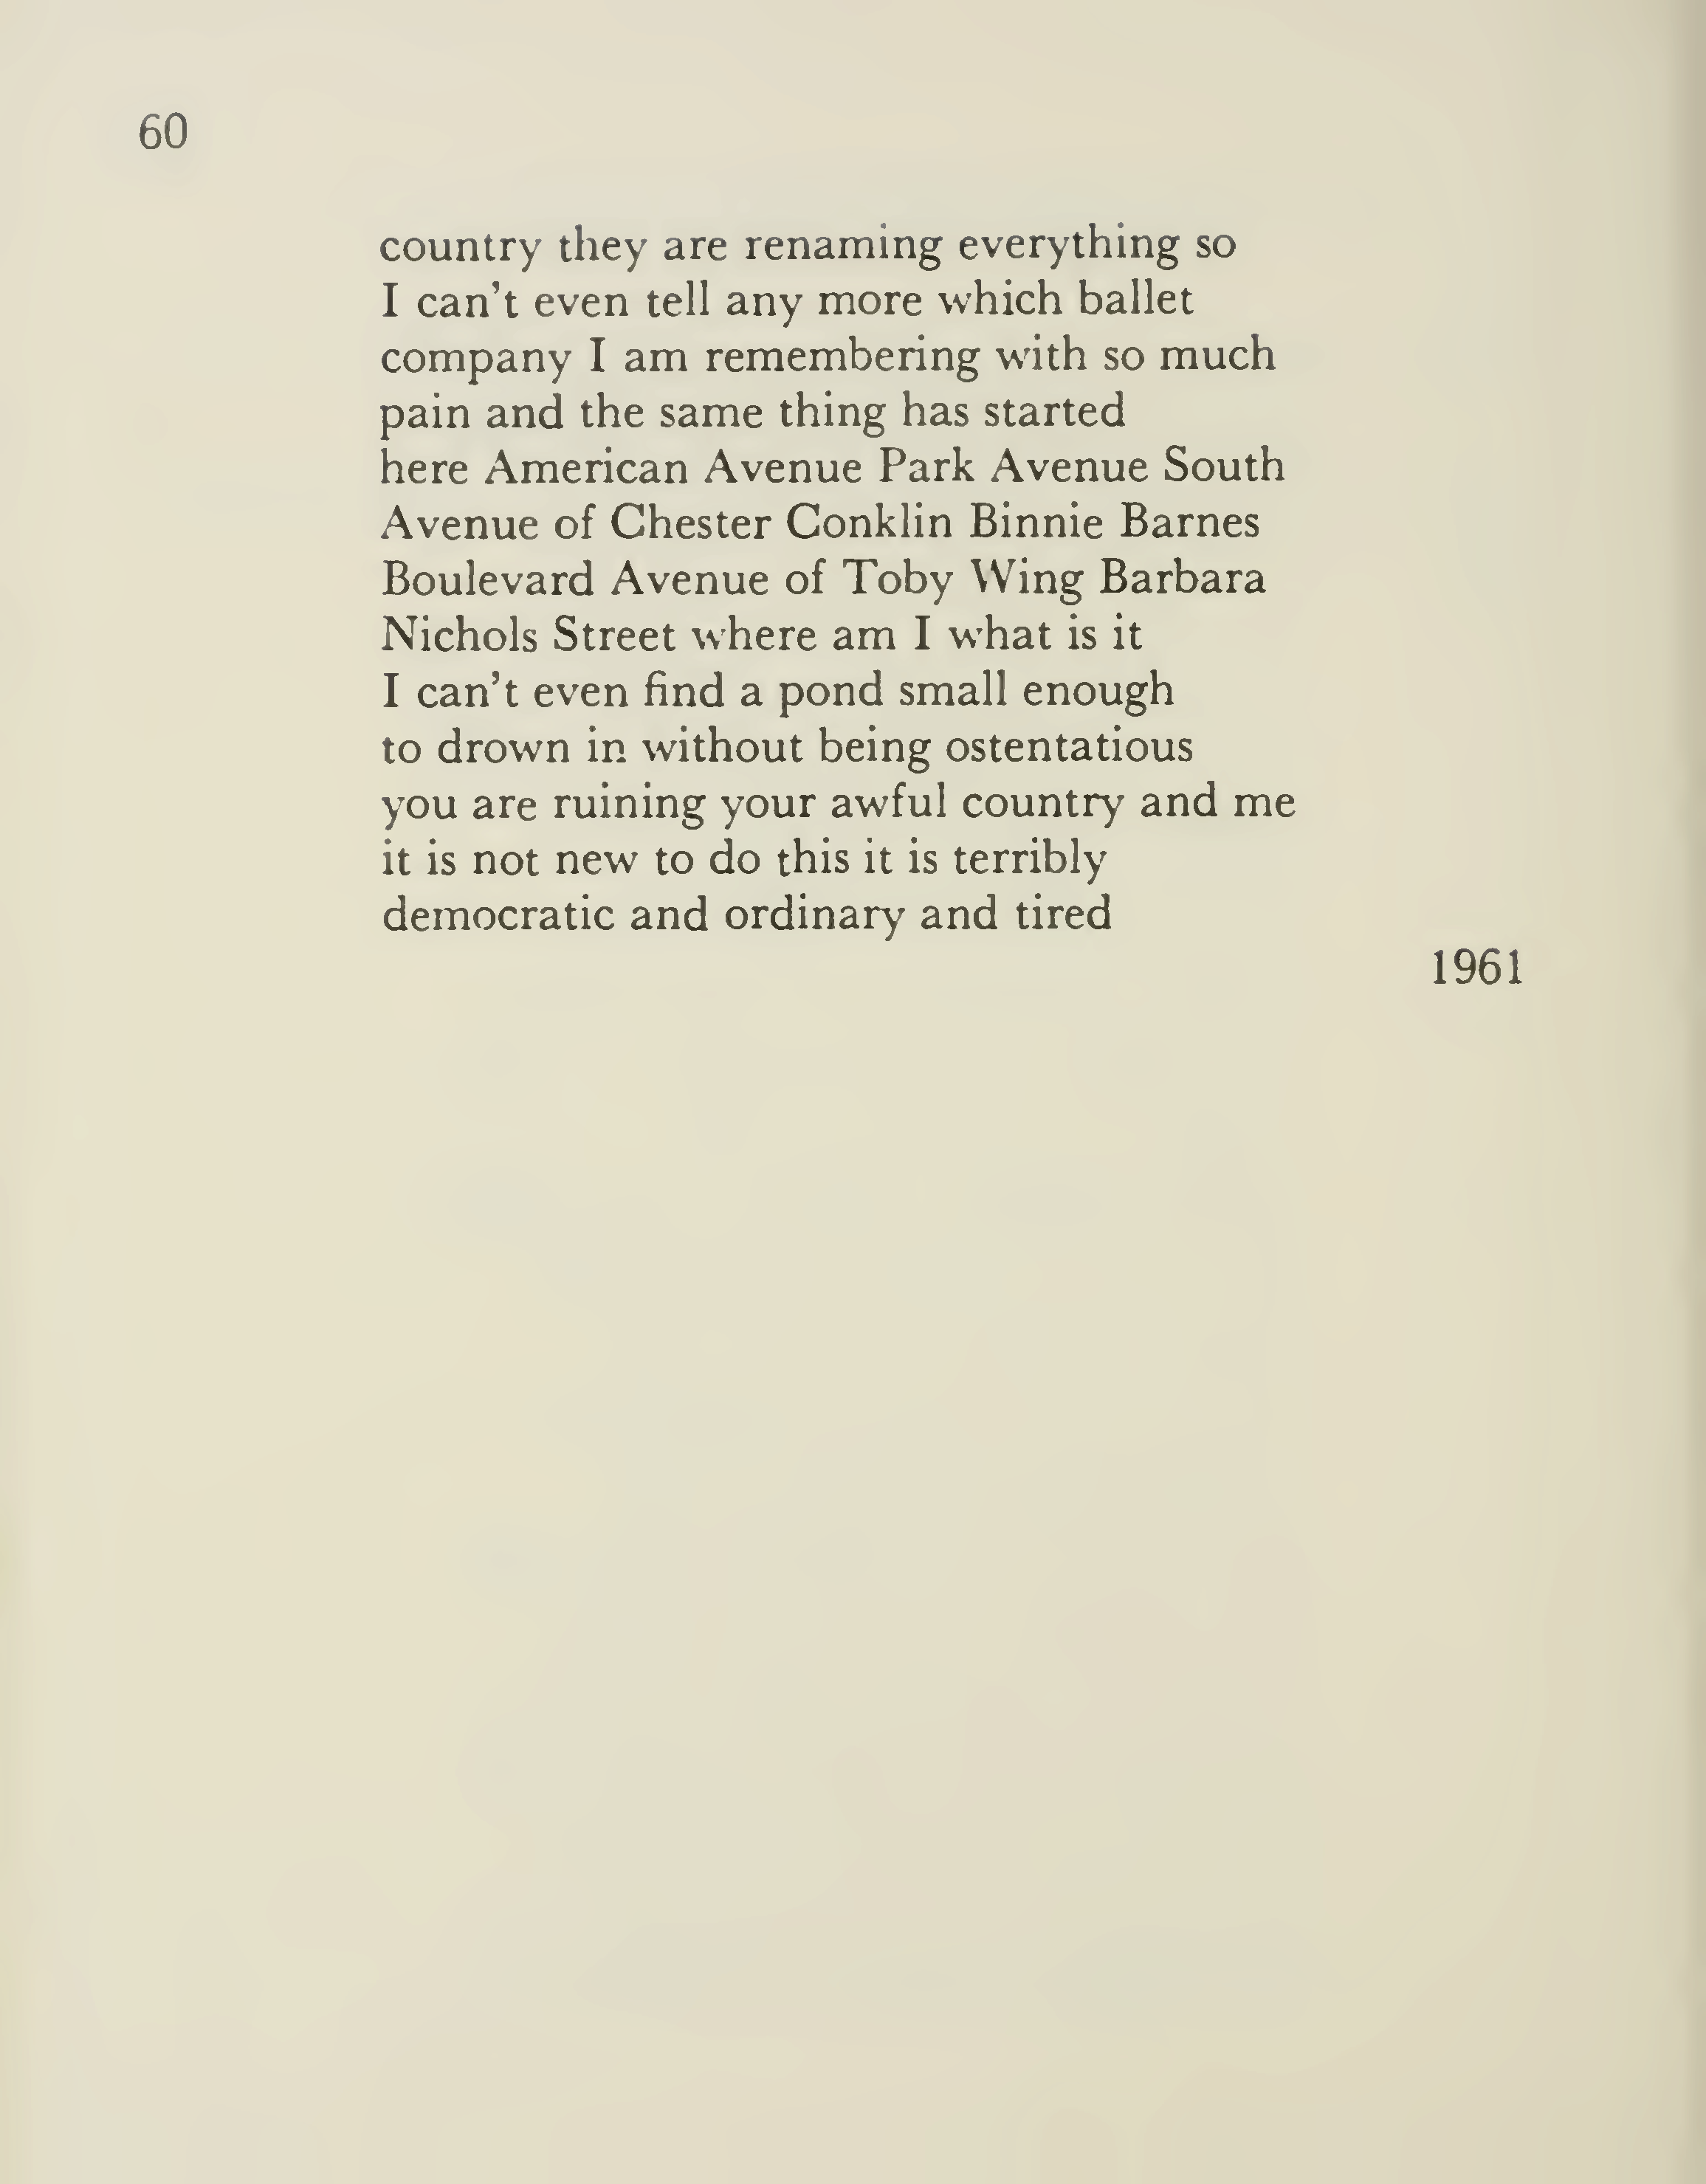 60
country they are renaming everything so
I can't even tell any more which ballet
company I am remembering with so much
pain and the same thing has started
here American Avenue Park Avenue South
Avenue of Chester Conklin Binnie Barnes
Boulevard Avenue of Toby Wing Barbara
Nichols Street where am I what is it
I can't even find a pond small enough
to drown in without being ostentatious
you are ruining your awful country and me
it is not new to do this it is terribly
democratic and ordinary and tired
1961